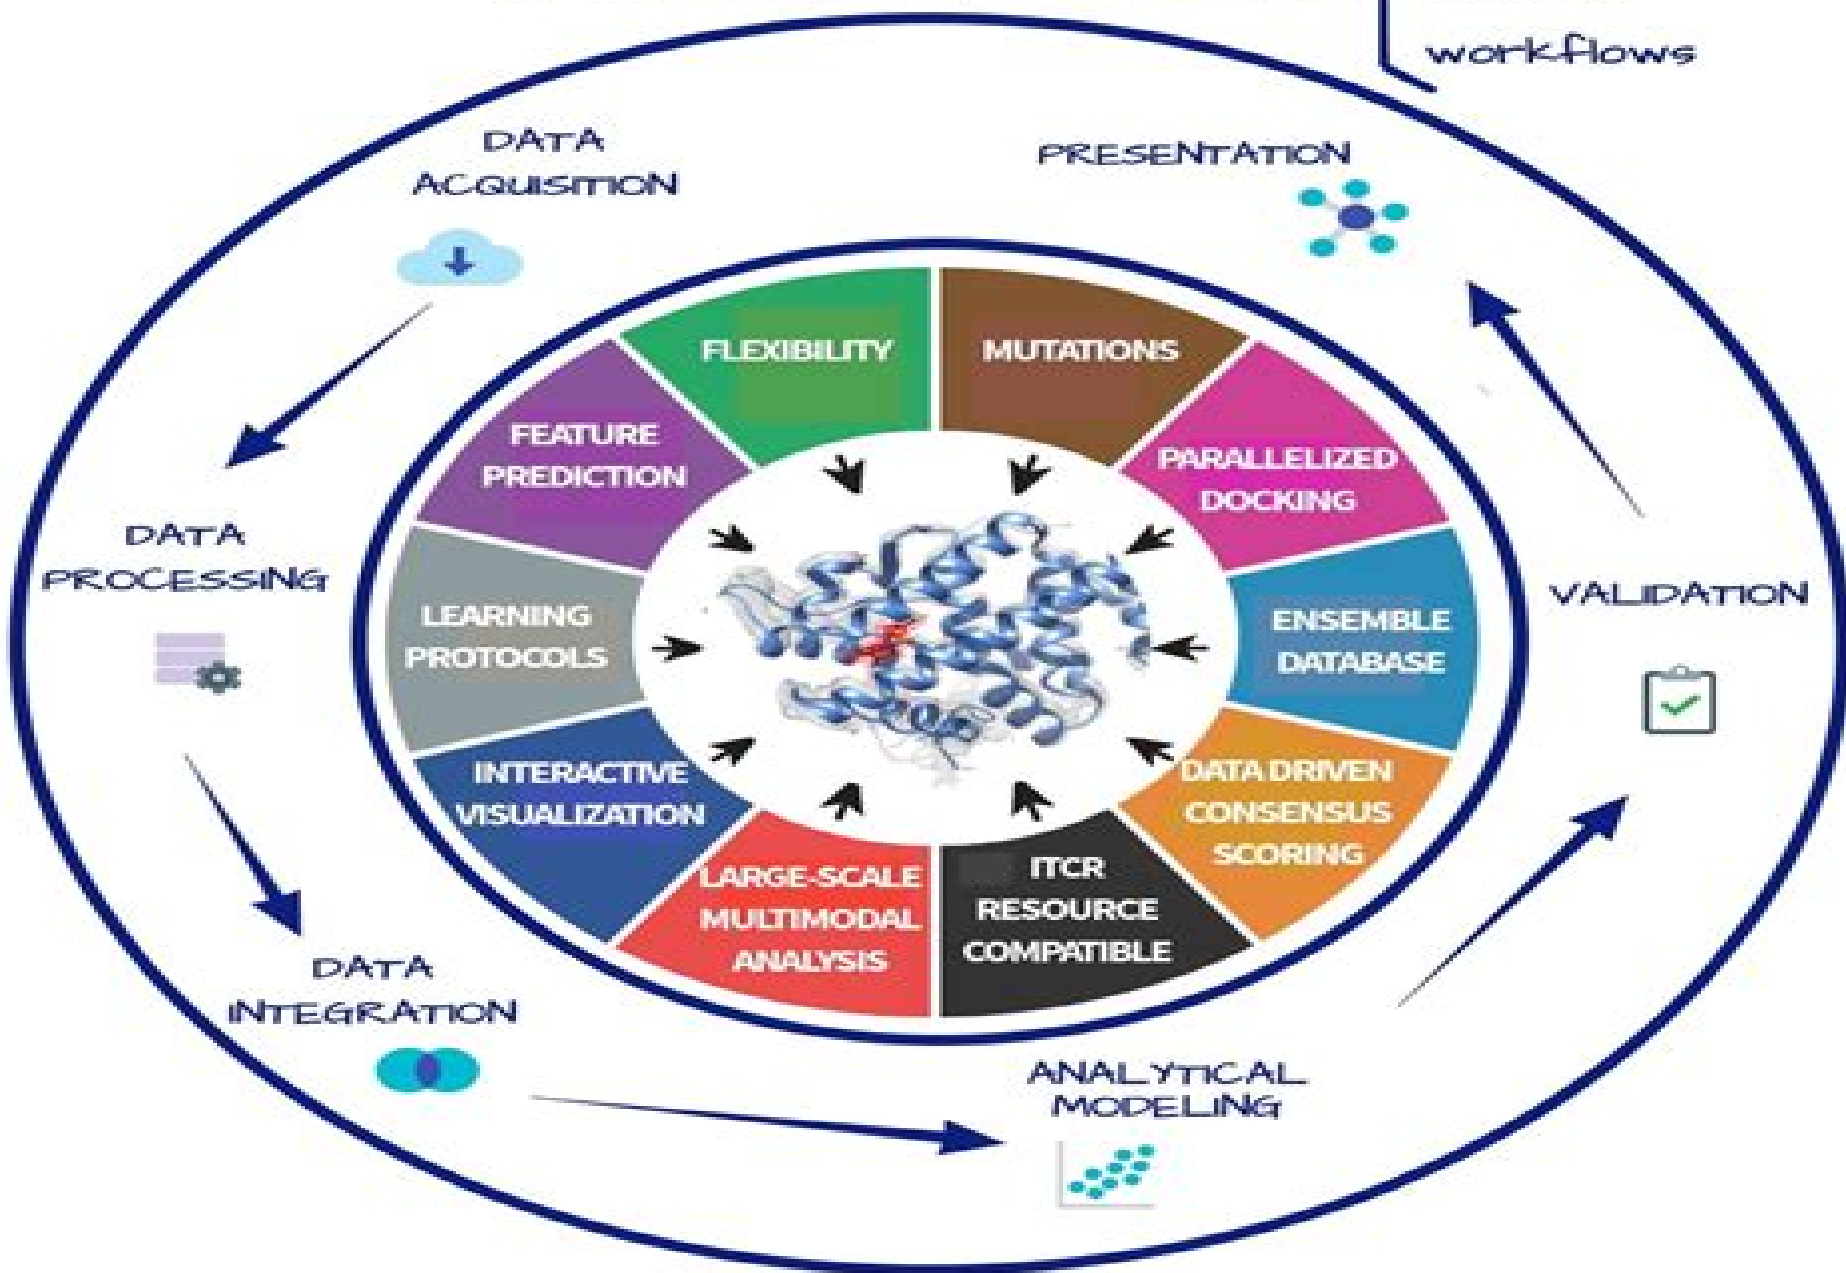 workflows
DATA
ACQUISITION
PRESENTATION
FLEXIBILITY
MUTATIONS
FEATURE
PREDICTION
PARALLELIZED
DOCKING
DATA
PROCESSING
VALIDATION
LEARNING
PROTOCOLS
ENSEMBLE
DATABASE
INTERACTIVE
VISUALIZATION
DATA DRIVEN
CONSENSUS
SCORING
LARGE-SCALE
MULTIMODAL
ANALYSIS
ITCR
RESOURCE
COMPATIBLE
DATA
INTEGRATION
ANALYTICAL
MODELING